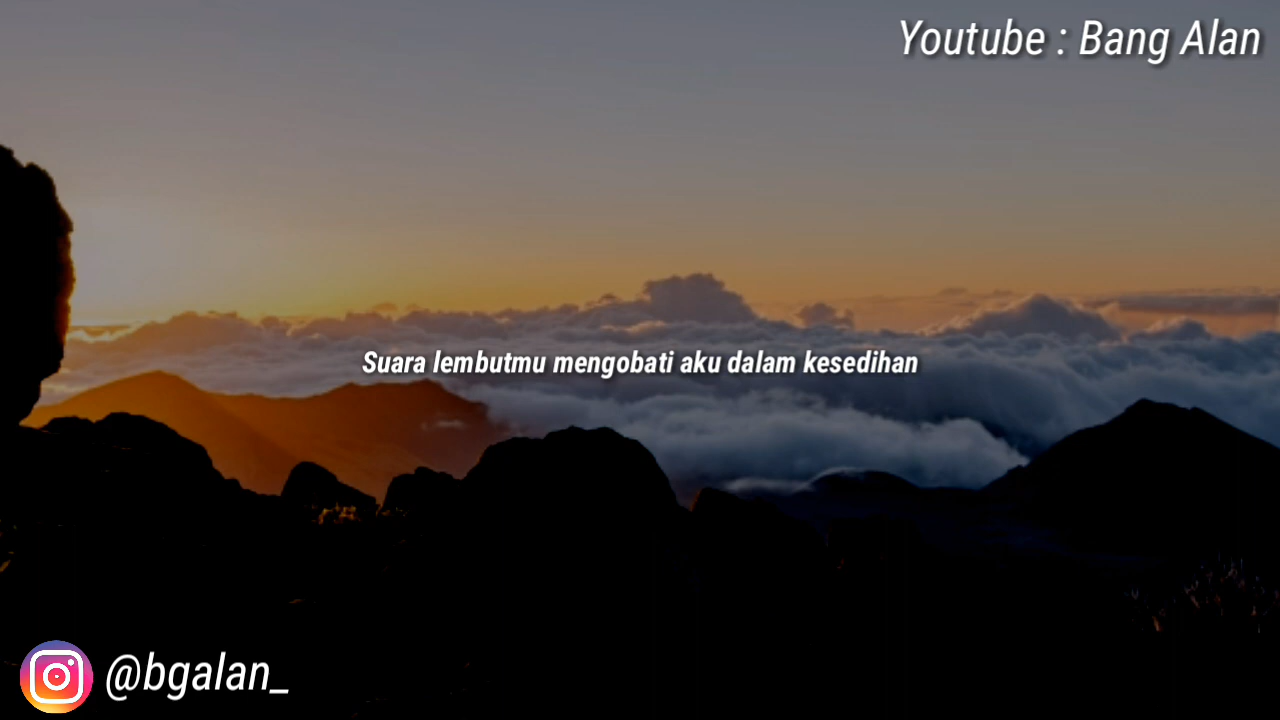 Youtube : Bang Alan
Suara lembutmu mengobati aku dalam kesedihan
@bgalan_